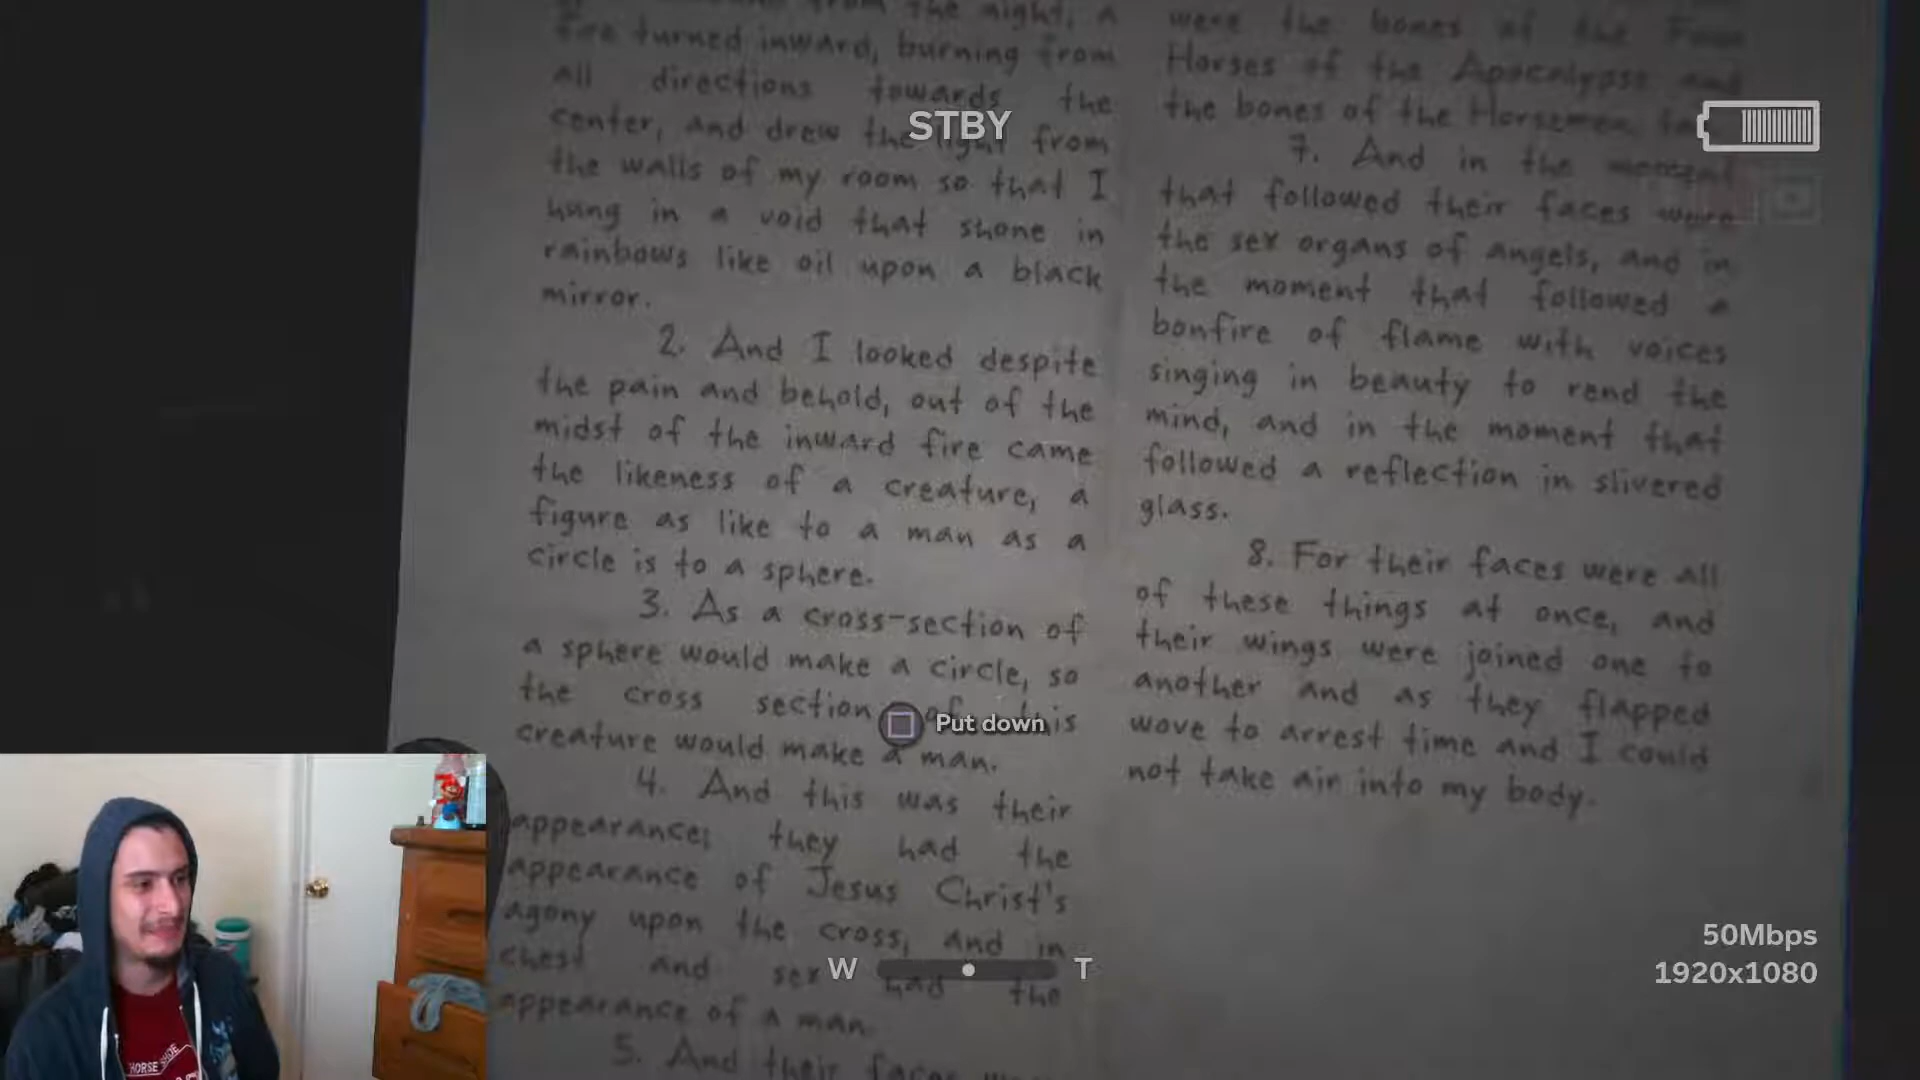 from the night, a
fire turned inward, burning from
all directions towards the
center, and drew the light from
the walls of my room so that I
hung in a void that shone in
rainbows like oil upon a black
mirror.
2. And I looked despite
the pain and behold, out of the
midst of the inward fire came
the likeness of a creature, a
figure as like to a man as a
circle is to a sphere.
3. As a cross-section of
a sphere would make a circle, so
the cross section of this
creature would make a man.
4. And this was their
appearance; they had the
appearance of Jesus Christ's
agony upon the cross, and in
chest and sex had the
appearance of a man.
5. And their faces
were the bones of the Four
Horses of the Apocalypse and
the bones of the Horsemen
7. And in the moment
that followed their faces were
the sex organs of angels, and in
the moment that followed a
bonfire of flame with voices
singing in beauty to rend the
mind, and in the moment that
followed a reflection in slivered
glass.
8. For their faces were all
of these things at once, and
their wings were joined one to
another and as they flapped
wove to arrest time and I could
not take air into my body.
STBY
Put down
W T
50Mbps
1920x1080
HORSE SHOE